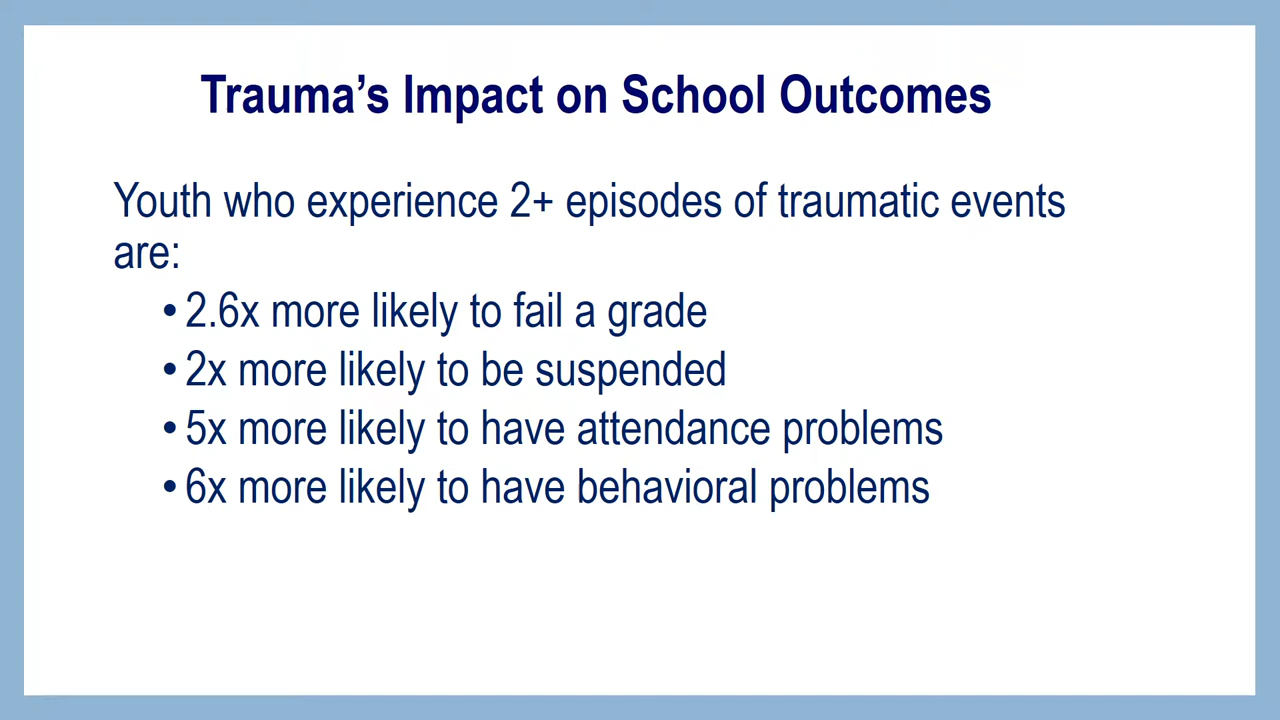 Trauma’s Impact on School Outcomes
Youth who experience 2+ episodes of traumatic events
are:
•2.6x more likely to fail a grade
•2x more likely to be suspended
•5x more likely to have attendance problems
•6x more likely to have behavioral problems